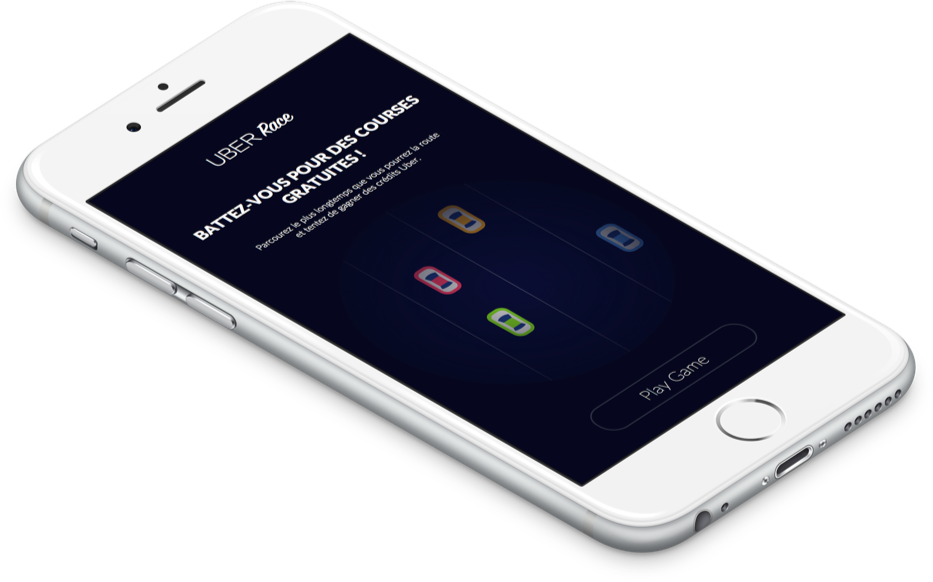 UBER Race
BATTEZ-VOUS POUR DES COURSES
GRATUITES !
Parcourez le plus longtemps que vous pourrez la route
et tentez de gagner des crédits Uber.
Play Game